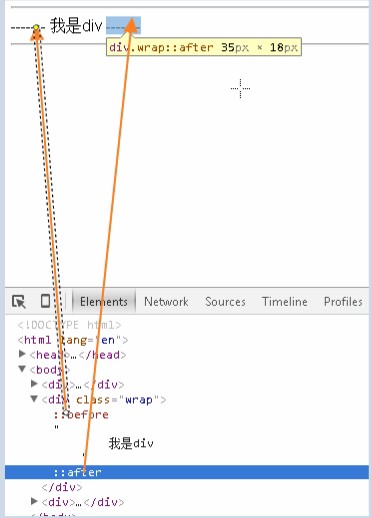 ------- 我是div -------
div.wrap::after 35px × 18px
Elements Network Sources Timeline Profiles
<!DOCTYPE html>
<html lang="en">
▶<head>…</head>
▼<body>
▶<div>…</div>
▼<div class="wrap">
::before
"
我是div
"
::after
</div>
▶<div>…</div>
</body>